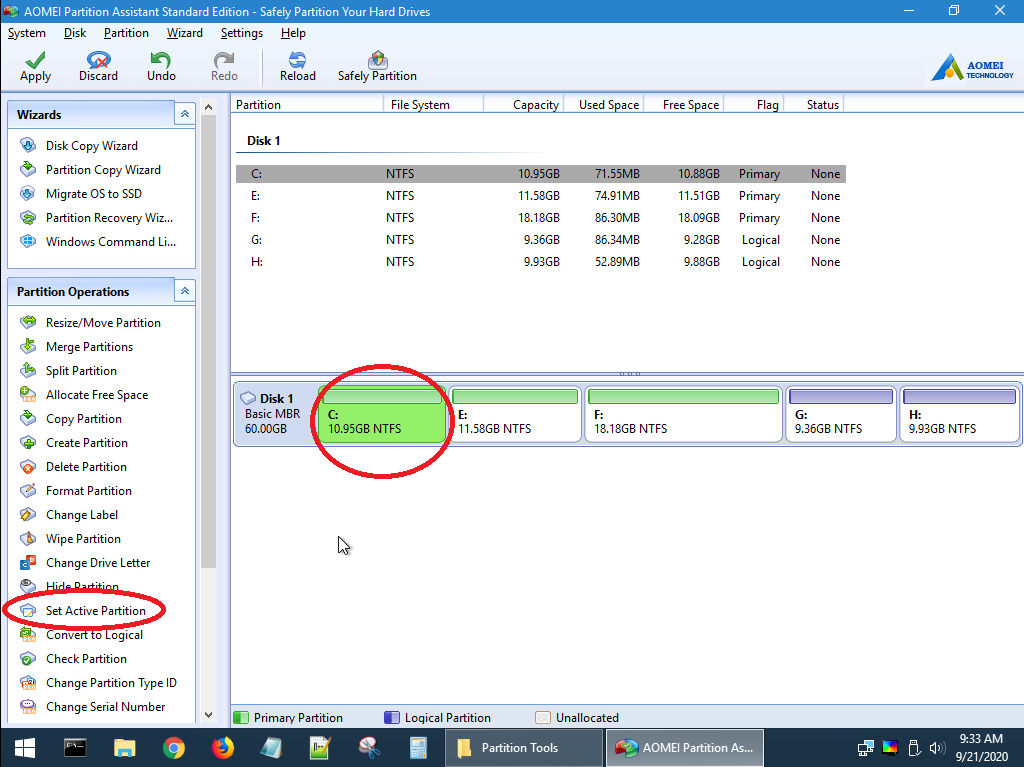 AOMEI Partition Assistant Standard Edition - Safely Partition Your Hard Drives
System Disk Partition Wizard Settings Help
Apply Discard Undo Redo Reload Safely Partition
AOMEI
TECHNOLOGY
Wizards
Disk Copy Wizard
Partition Copy Wizard
Migrate OS to SSD
Partition Recovery Wiz...
Windows Command Li...
Partition Operations
Resize/Move Partition
Merge Partitions
Split Partition
Allocate Free Space
Copy Partition
Create Partition
Delete Partition
Format Partition
Change Label
Wipe Partition
Change Drive Letter
Hide Partition
Set Active Partition
Convert to Logical
Check Partition
Change Partition Type ID
Change Serial Number
Partition File System Capacity Used Space Free Space Flag Status
Disk 1
C: NTFS 10.95GB 71.55MB 10.88GB Primary None
E: NTFS 11.58GB 74.91MB 11.51GB Primary None
F: NTFS 18.18GB 86.30MB 18.09GB Primary None
G: NTFS 9.36GB 86.34MB 9.28GB Logical None
H: NTFS 9.93GB 52.89MB 9.88GB Logical None
Disk 1
Basic MBR
60.00GB
C:
10.95GB NTFS
E:
11.58GB NTFS
F:
18.18GB NTFS
G:
9.36GB NTFS
H:
9.93GB NTFS
Primary Partition Logical Partition Unallocated
Partition Tools
AOMEI Partition As...
9:33 AM
9/21/2020